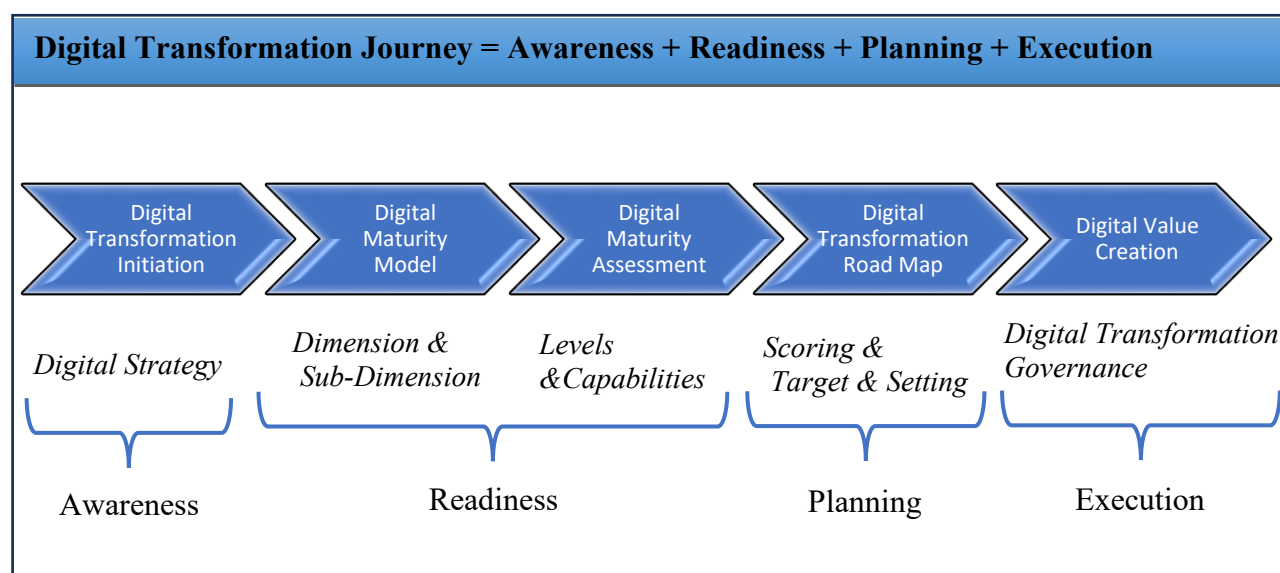 Digital Transformation Journey = Awareness + Readiness + Planning + Execution
Digital
Transformation
Initiation
Digital
Maturity
Model
Digital
Maturity
Assessment
Digital
Transformation
Road Map
Digital Value
Creation
Digital Strategy
Dimension &
Sub-Dimension
Levels
&Capabilities
Scoring &
Target & Setting
Digital Transformation
Governance
Awareness
Readiness
Planning
Execution